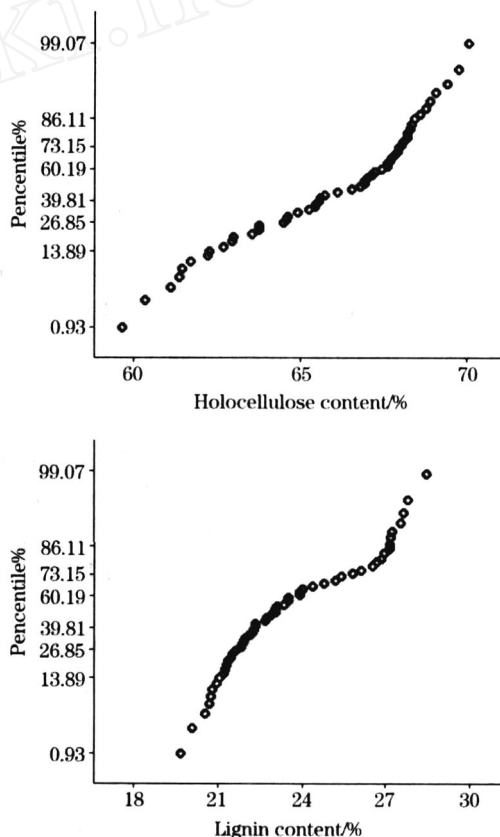 99.07
86.11
73.15
60.19
39.81
26.85
13.89
0.93
Pencentile%
60 65 70
Holocellulose content/%
99.07
86.11
73.15
60.19
39.81
26.85
13.89
0.93
Pencentile%
18 21 24 27 30
Lignin content/%